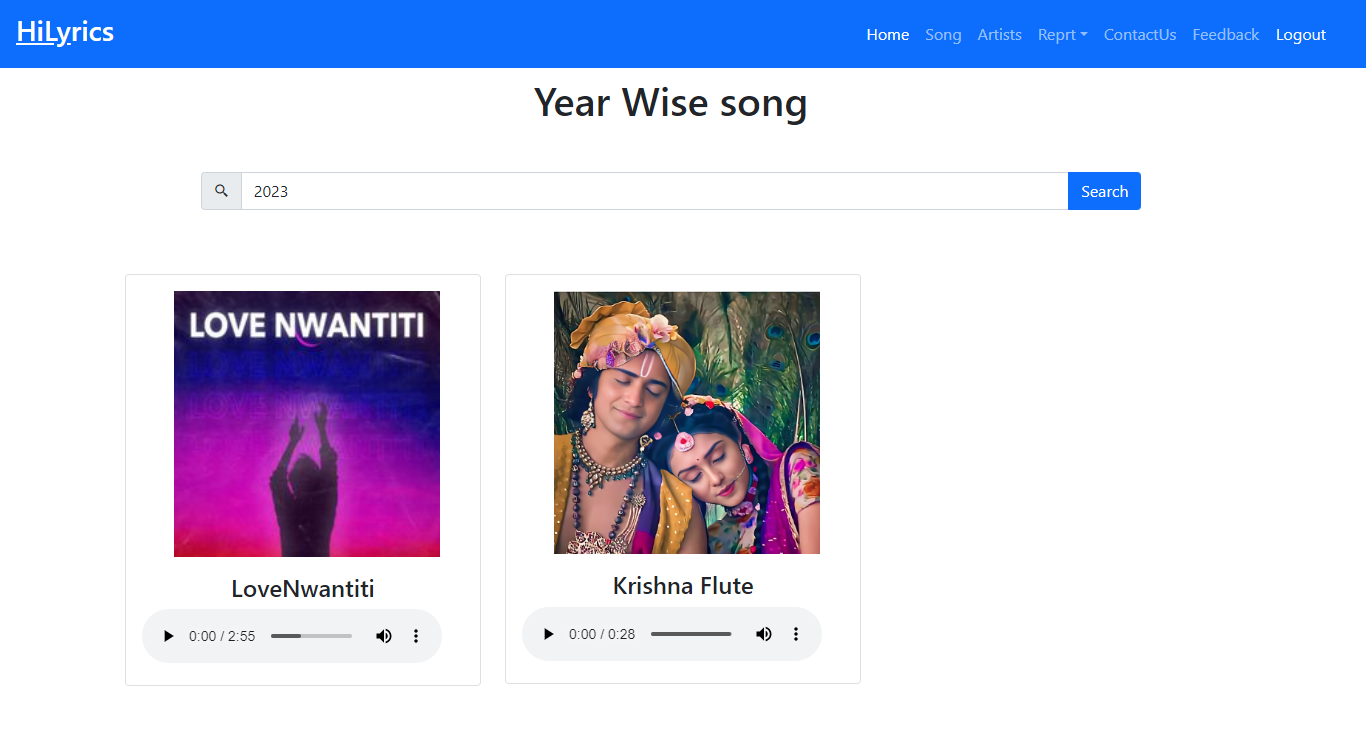 HiLyrics
Home Song Artists Reprt ContactUs Feedback Logout
Year Wise song
2023 Search
LOVE NWANTITI
LoveNwantiti
0:00 / 2:55
Krishna Flute
0:00 / 0:28